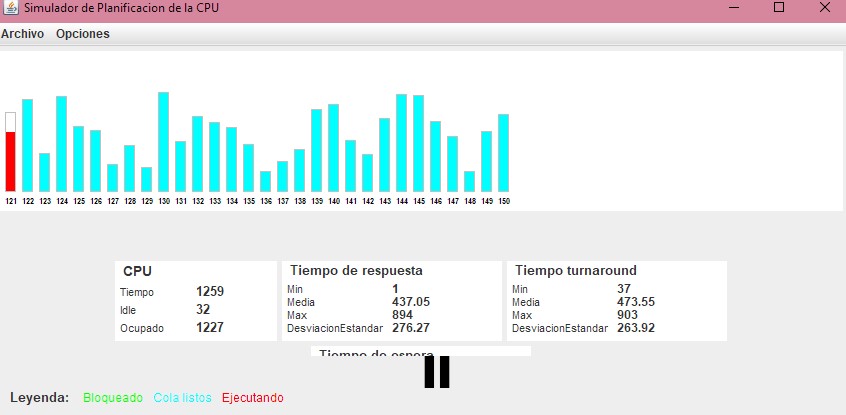 Simulador de Planificacion de la CPU
Archivo Opciones
121 122 123 124 125 126 127 128 129 130 131 132 133 134 135 136 137 138 139 140 141 142 143 144 145 146 147 148 149 150
CPU
Tiempo 1259
Idle 32
Ocupado 1227
Tiempo de respuesta
Min 1
Media 437.05
Max 894
DesviacionEstandar 276.27
Tiempo turnaround
Min 37
Media 473.55
Max 903
DesviacionEstandar 263.92
Tiempo de espera
Leyenda: Bloqueado Cola listos Ejecutando